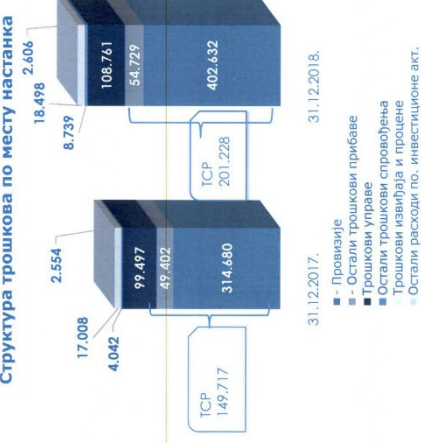 Структура трошкова по месту настанка
2.554
17.008
4.042
99.497
49.402
314.680
ТСР
149.717
31.12.2017.
2.606
18.498
8.739
108.761
54.729
402.632
ТСР
201.228
31.12.2018.
- Провизије
- Остали трошкови прибаве
Трошкови управе
Остали трошкови спровођења
Трошкови извиђаја и процене
Остали расходи по. инвестиционе акт.